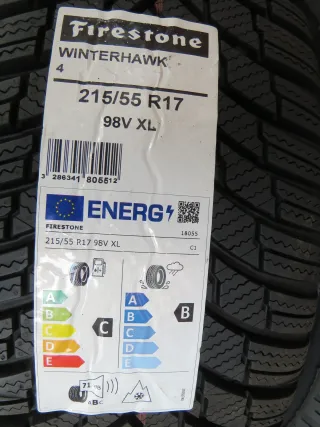 Firestone
WINTERHAWK
4
215/55 R17
98V XL
3 286341 805512
ENERG
FIRESTONE
18055
215/55 R17 98V XL
C1
A
B
C
D
E
C
A
B
C
D
E
B